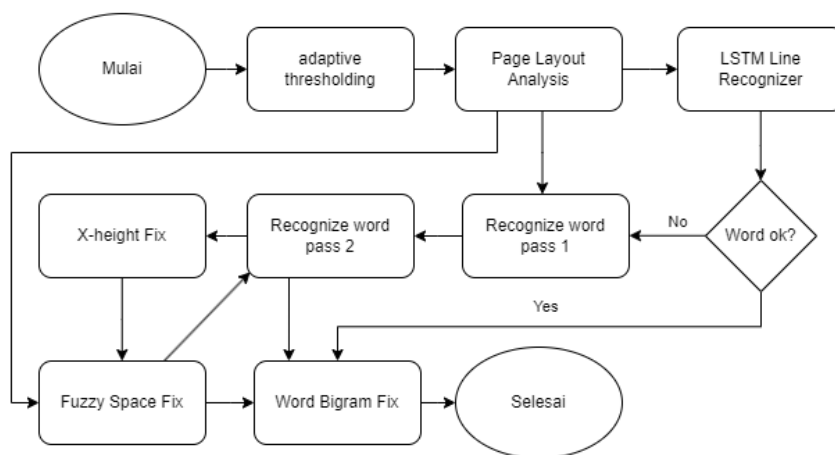 Mulai
adaptive
thresholding
Page Layout
Analysis
LSTM Line
Recognizer
X-height Fix
Recognize word
pass 2
Recognize word
pass 1
No
Word ok?
Yes
Fuzzy Space Fix
Word Bigram Fix
Selesai